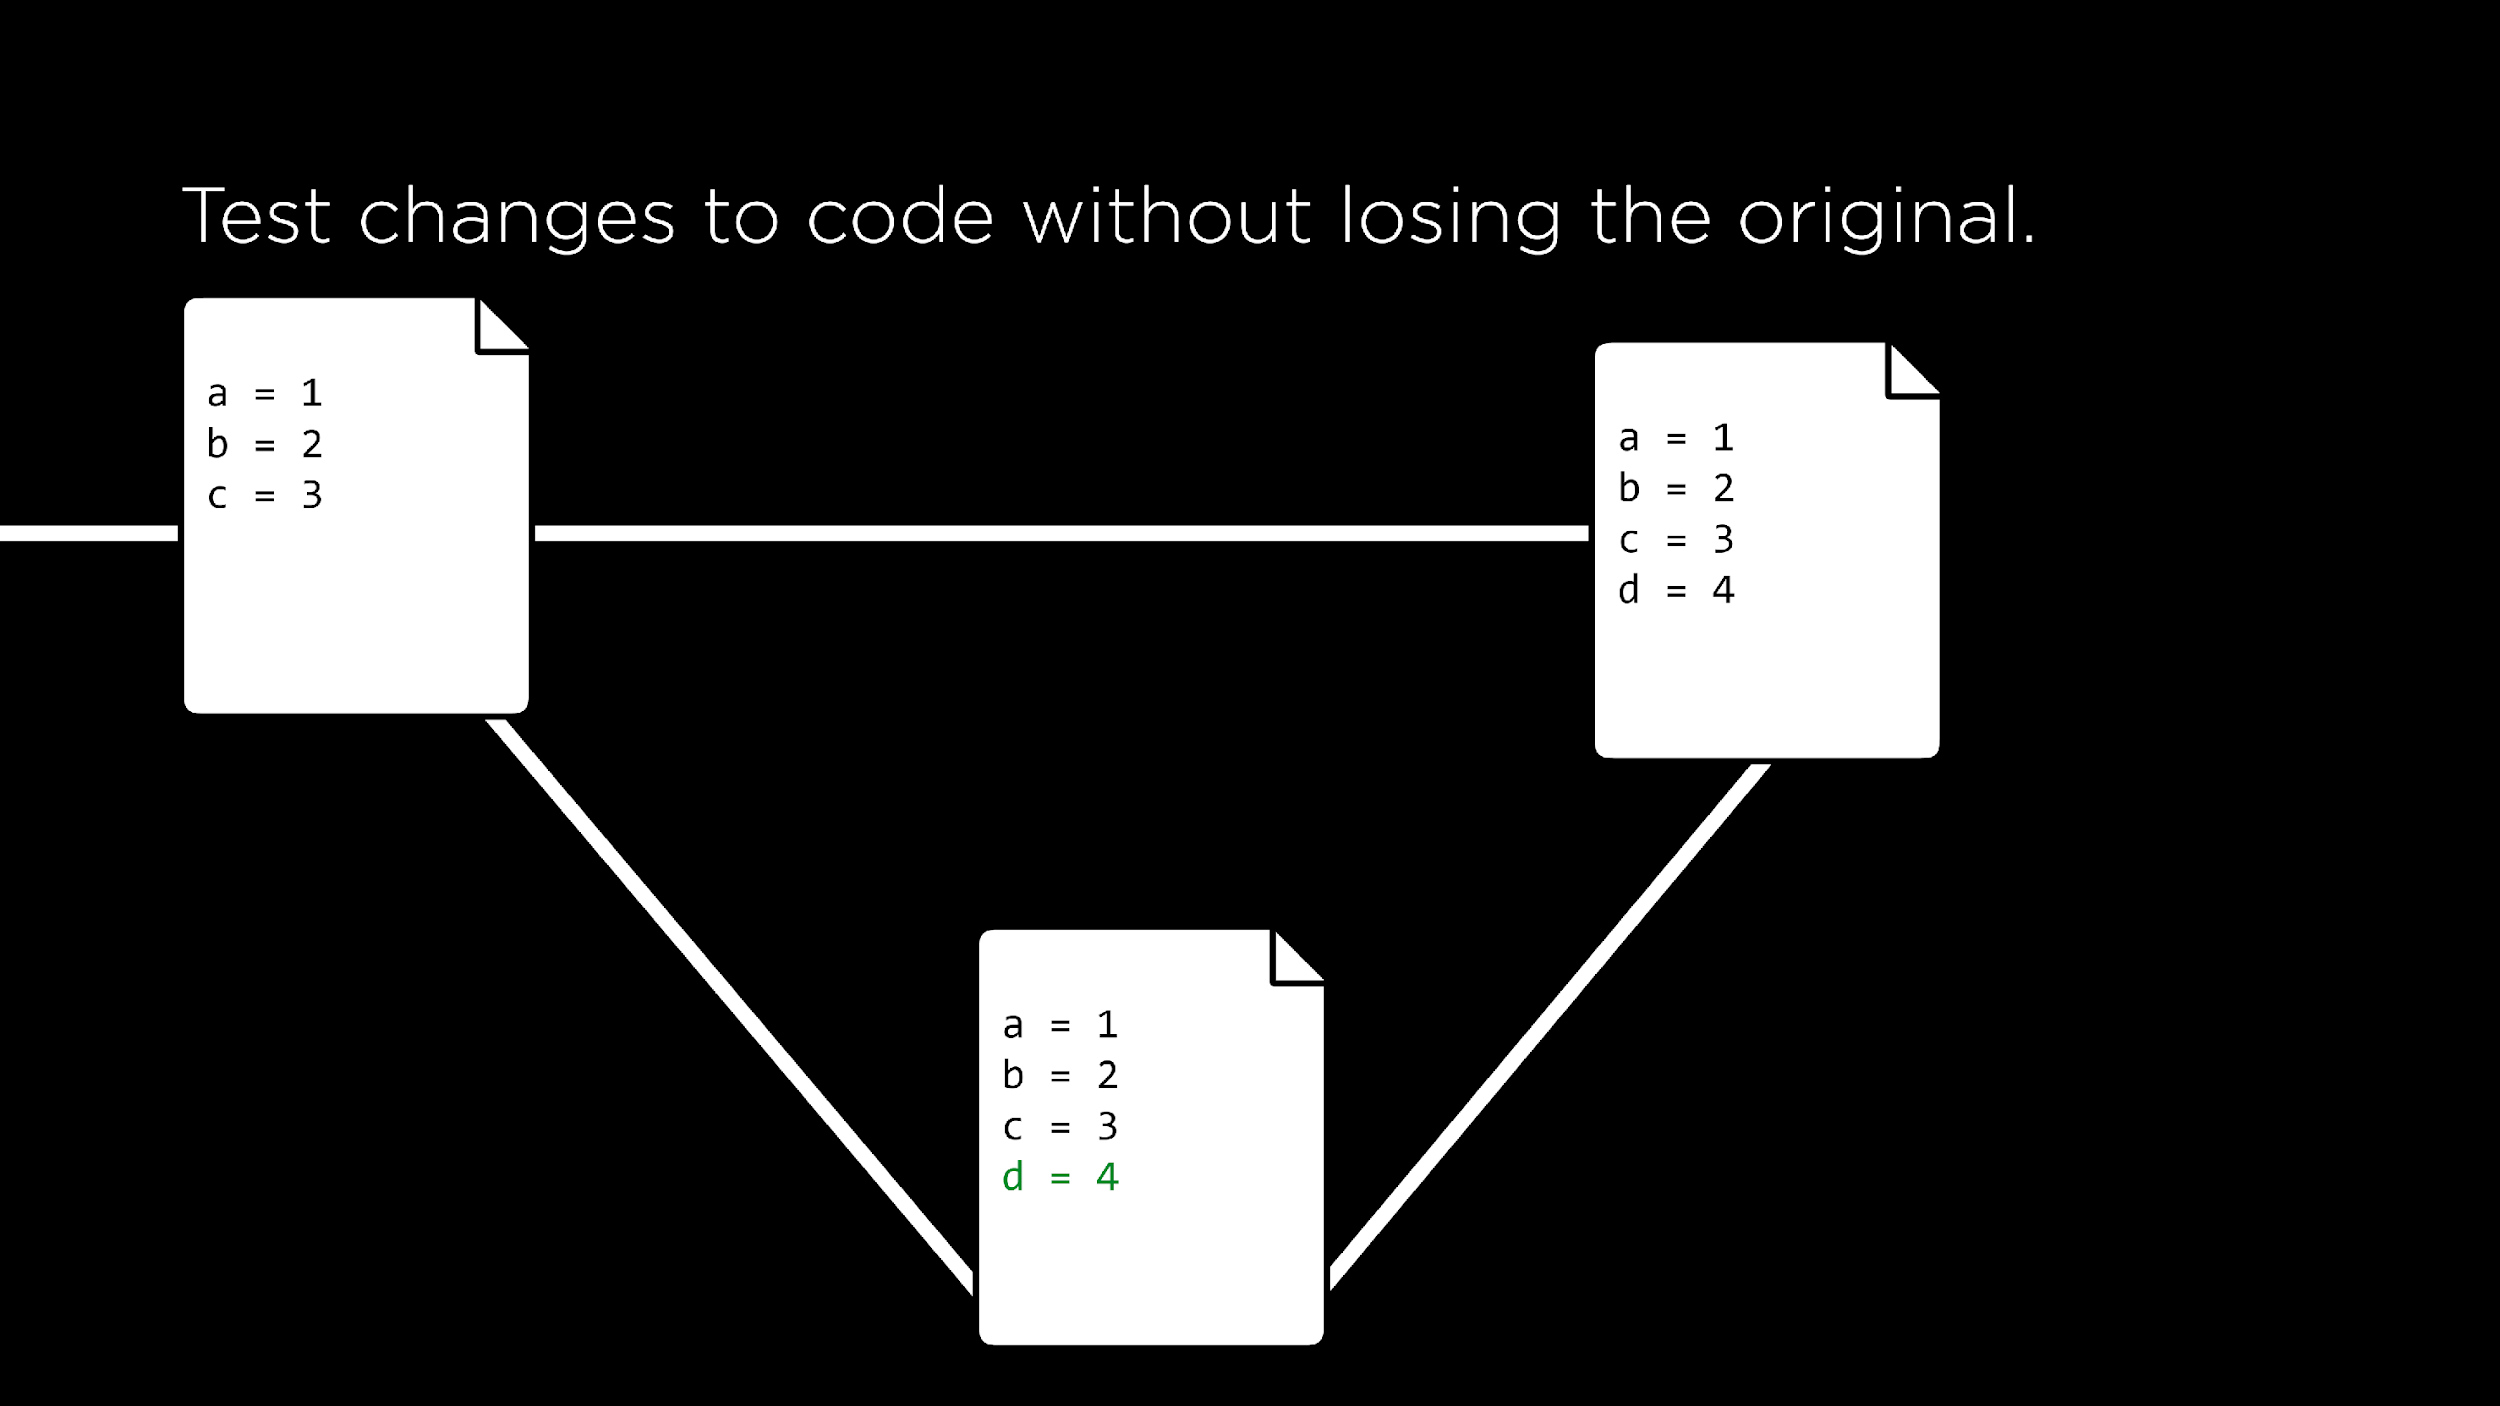 Test changes to code without losing the original.
a = 1
b = 2
c = 3
a = 1
b = 2
c = 3
d = 4
a = 1
b = 2
c = 3
d = 4